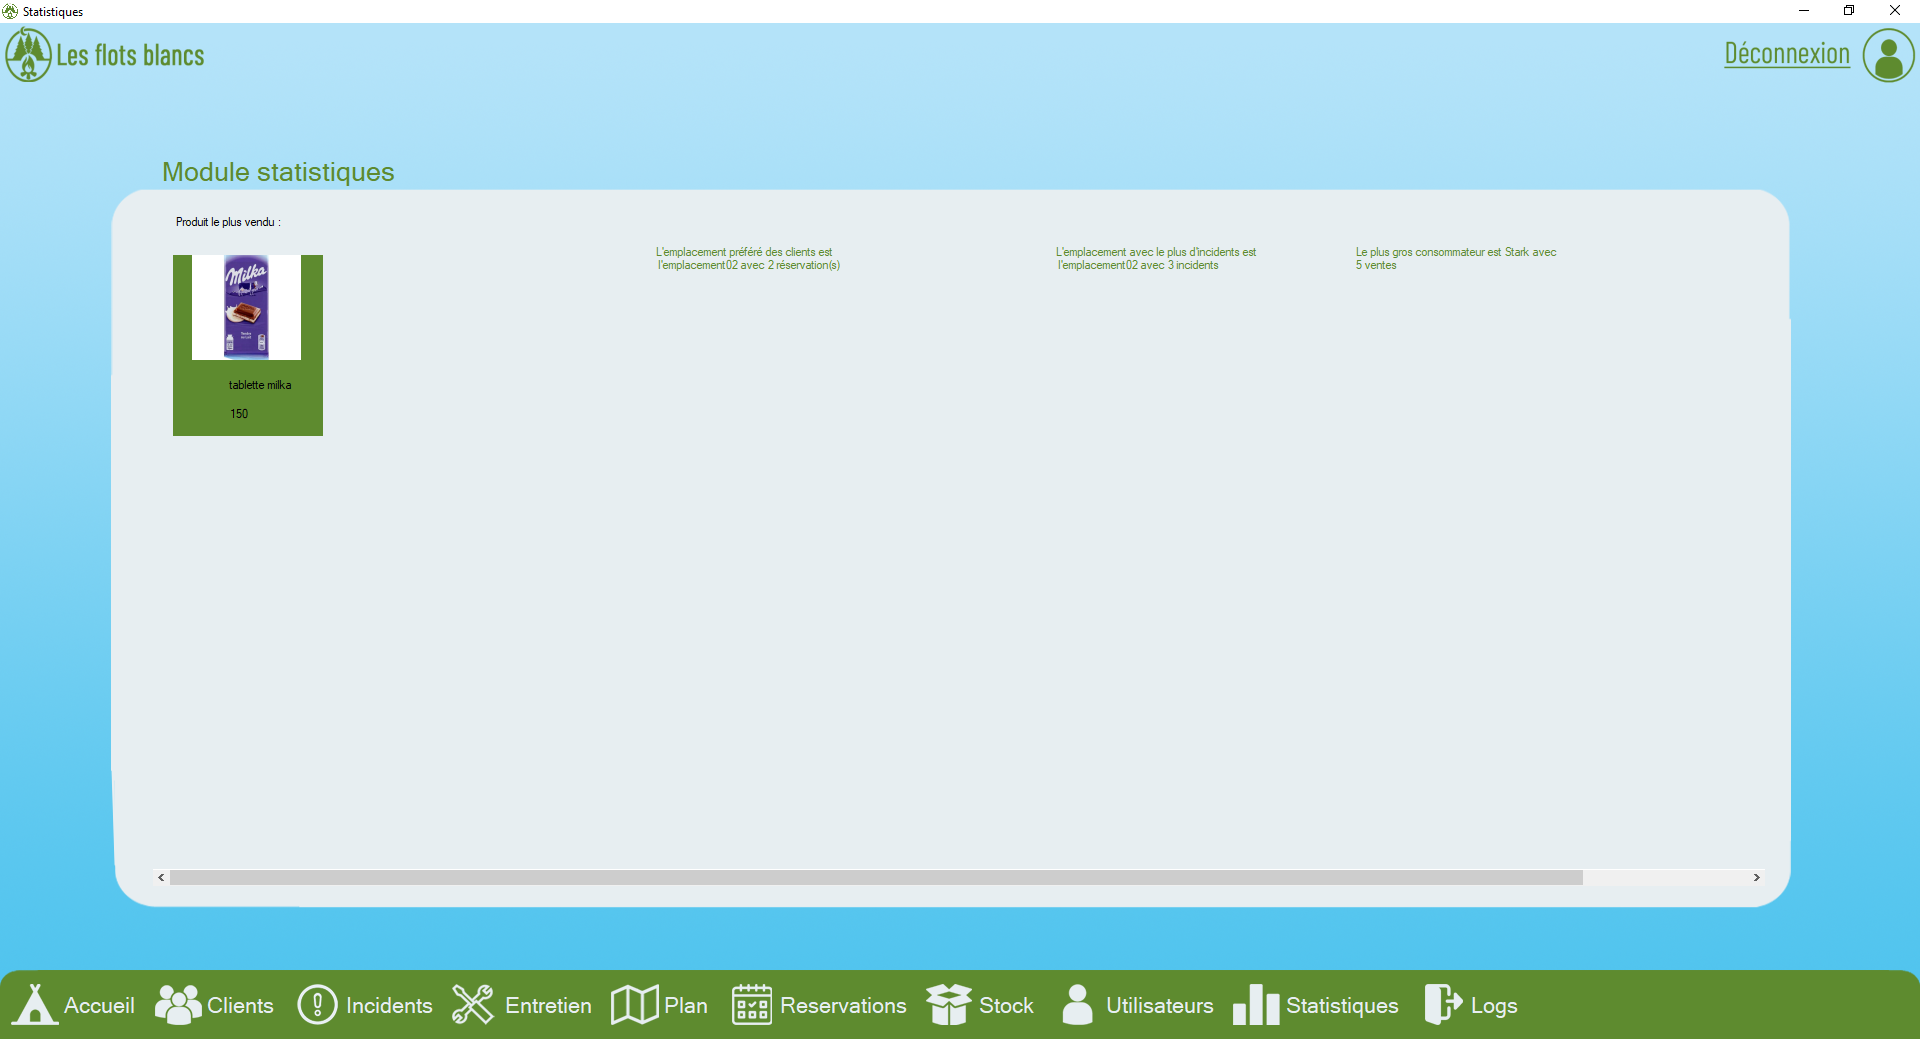 Statistiques
Les flots blancs
Déconnexion
Module statistiques
Produit le plus vendu :
Milka
tablette milka
150
L'emplacement préféré des clients est
l'emplacement02 avec 2 réservation(s)
L'emplacement avec le plus d'incidents est
l'emplacement02 avec 3 incidents
Le plus gros consommateur est Stark avec
5 ventes
Accueil
Clients
Incidents
Entretien
Plan
Reservations
Stock
Utilisateurs
Statistiques
Logs